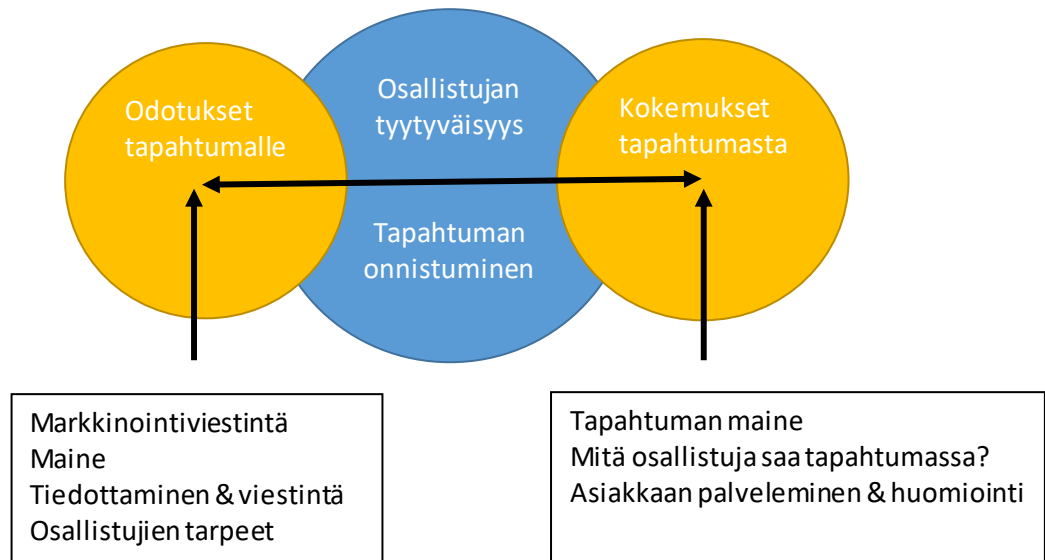 Odotukset
tapahtumalle
Osallistujan
tyytyväisyys
Kokemukset
tapahtumasta
Tapahtuman
onnistuminen
Markkinointiviestintä
Maine
Tiedottaminen & viestintä
Osallistujien tarpeet
Tapahtuman maine
Mitä osallistuja saa tapahtumassa?
Asiakkaan palveleminen & huomiointi